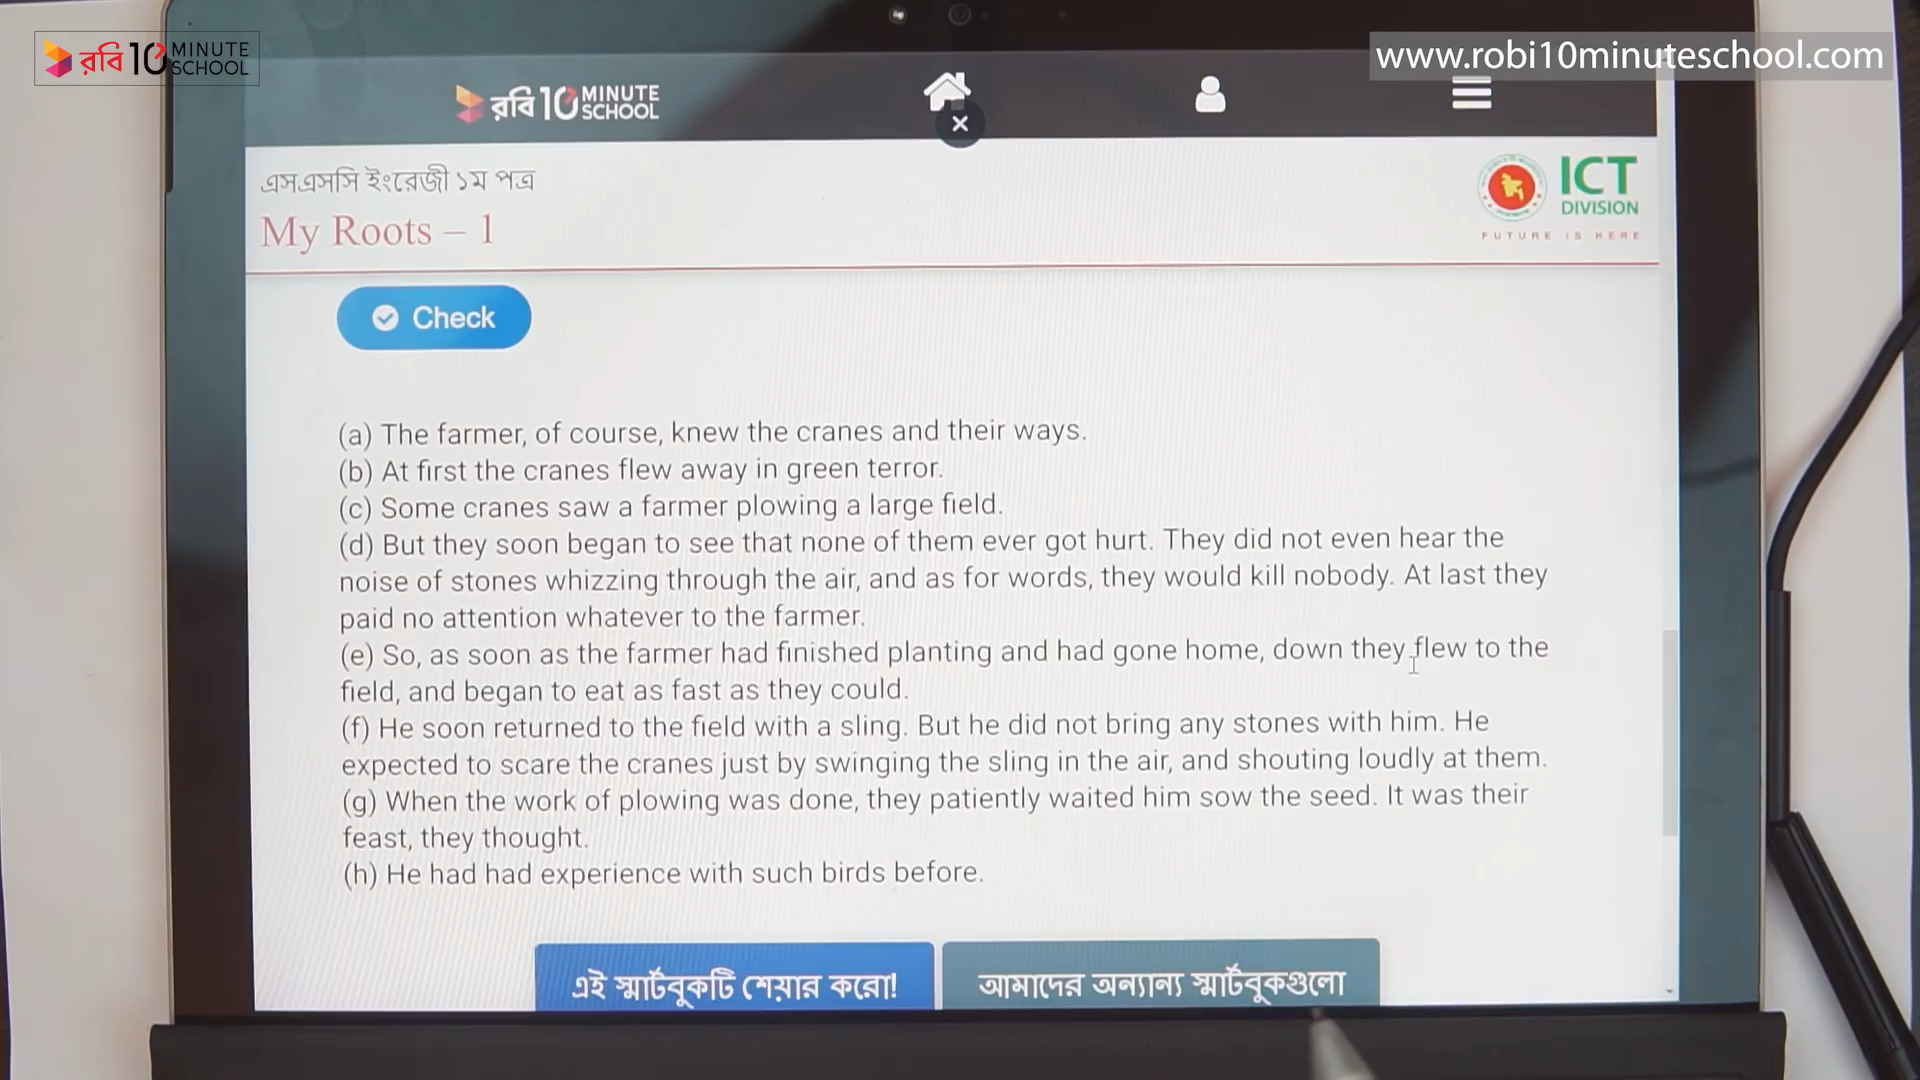 রবি 10 MINUTE SCHOOL
www.robi10minuteschool.com
রবি 10 MINUTE SCHOOL
এসএসসি ইংরেজী ১ম পত্র
My Roots – 1
ICT
DIVISION
FUTURE IS HERE
Check
(a) The farmer, of course, knew the cranes and their ways.
(b) At first the cranes flew away in green terror.
(c) Some cranes saw a farmer plowing a large field.
(d) But they soon began to see that none of them ever got hurt. They did not even hear the
noise of stones whizzing through the air, and as for words, they would kill nobody. At last they
paid no attention whatever to the farmer.
(e) So, as soon as the farmer had finished planting and had gone home, down they flew to the
field, and began to eat as fast as they could.
(f) He soon returned to the field with a sling. But he did not bring any stones with him. He
expected to scare the cranes just by swinging the sling in the air, and shouting loudly at them.
(g) When the work of plowing was done, they patiently waited him sow the seed. It was their
feast, they thought.
(h) He had had experience with such birds before.
এই স্মার্টবুকটি শেয়ার করো!
আমাদের অন্যান্য স্মার্টবুকগুলো